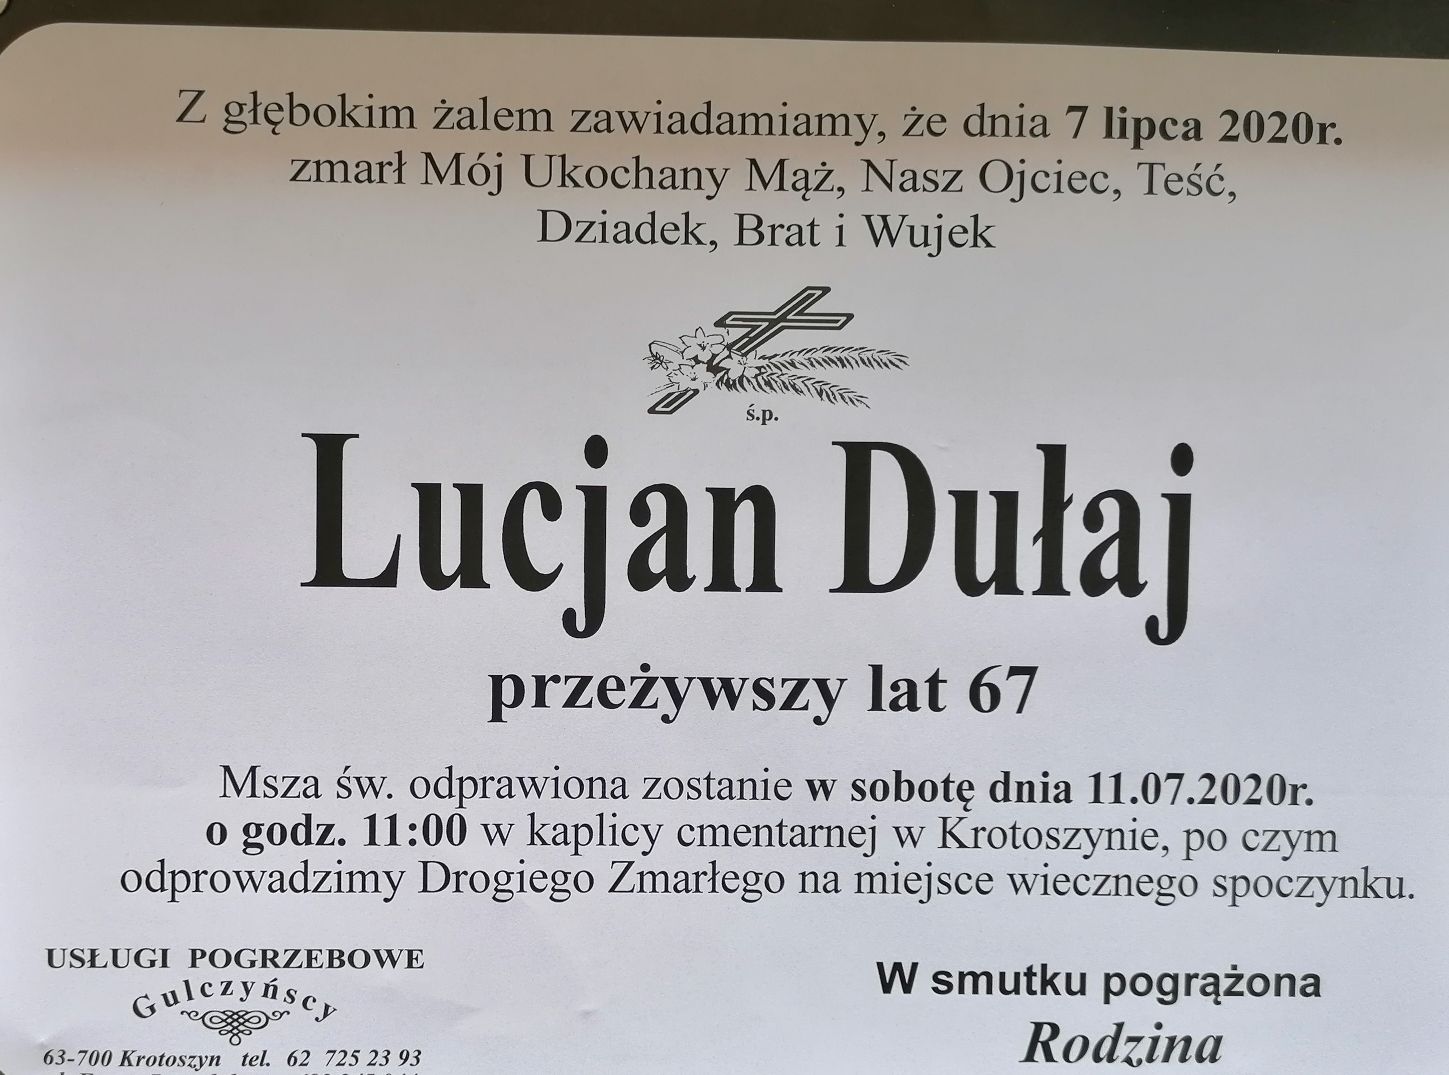 Z głębokim żalem zawiadamiamy, że dnia 7 lipca 2020r.
zmarł Mój Ukochany Mąż, Nasz Ojciec, Teść,
Dziadek, Brat i Wujek
ś.p.
Lucjan Dułaj
przeżywszy lat 67
Msza św. odprawiona zostanie w sobotę dnia 11.07.2020r.
o godz. 11:00 w kaplicy cmentarnej w Krotoszynie, po czym
odprowadzimy Drogiego Zmarłego na miejsce wiecznego spoczynku.
USŁUGI POGRZEBOWE
Gulczyńscy
63-700 Krotoszyn tel. 62 725 23 93
W smutku pogrążona
Rodzina